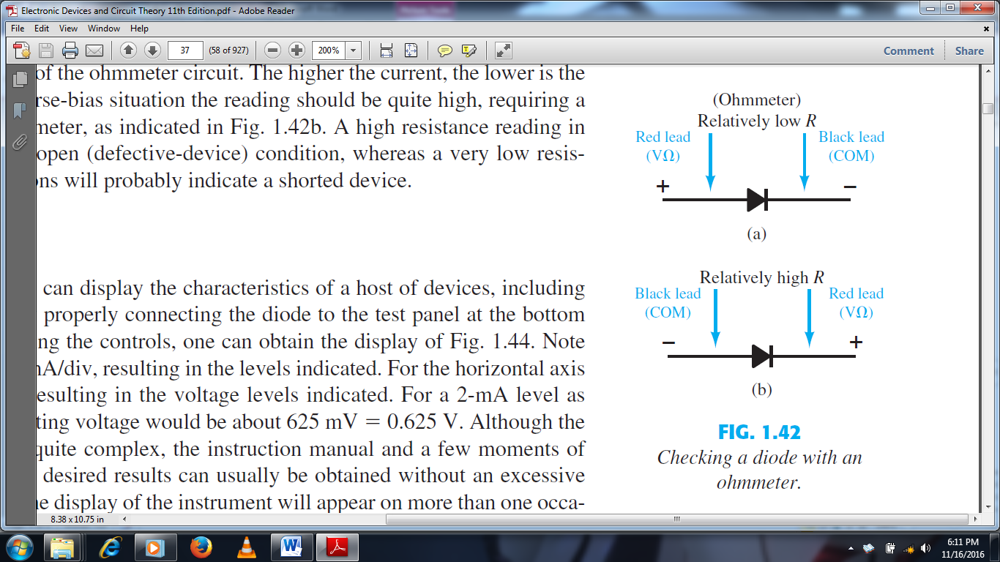 Electronic Devices and Circuit Theory 11th Edition.pdf - Adobe Reader
File Edit View Window Help
37 (58 of 927) 200% Comment Share
of the ohmmeter circuit. The higher the current, the lower is the
rse-bias situation the reading should be quite high, requiring a
meter, as indicated in Fig. 1.42b. A high resistance reading in
open (defective-device) condition, whereas a very low resis-
ons will probably indicate a shorted device.
can display the characteristics of a host of devices, including
properly connecting the diode to the test panel at the bottom
ng the controls, one can obtain the display of Fig. 1.44. Note
nA/div, resulting in the levels indicated. For the horizontal axis
esulting in the voltage levels indicated. For a 2-mA level as
ting voltage would be about 625 mV = 0.625 V. Although the
quite complex, the instruction manual and a few moments of
desired results can usually be obtained without an excessive
he display of the instrument will appear on more than one occa-
(Ohmmeter)
Relatively low R
Red lead
(VΩ)
Black lead
(COM)
+ −
(a)
Relatively high R
Black lead
(COM)
Red lead
(VΩ)
− +
(b)
FIG. 1.42
Checking a diode with an
ohmmeter.
8.38 x 10.75 in
6:11 PM
11/16/2016